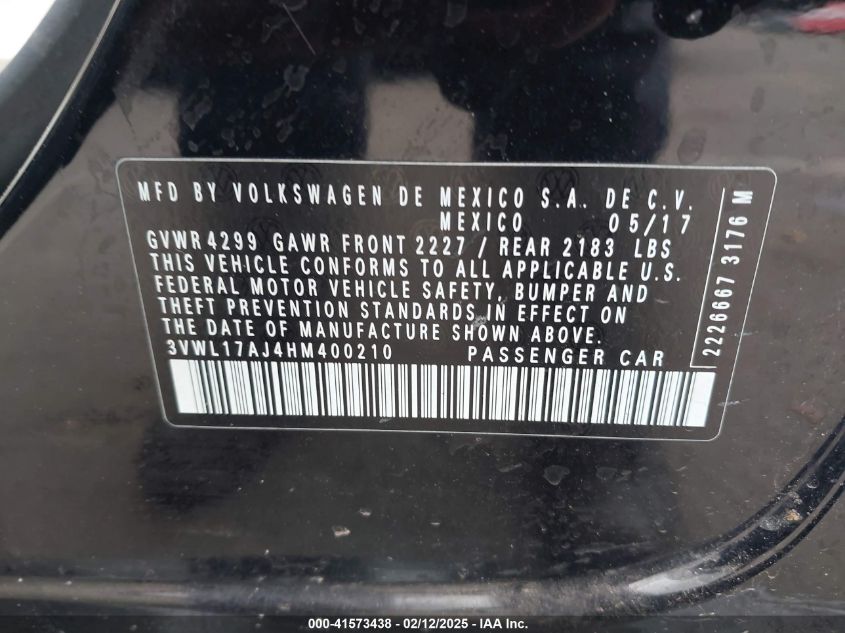 MFD BY VOLKSWAGEN DE MEXICO S.A. DE C.V.
MEXICO 05/17
GVWR 4299 GAWR FRONT 2227 / REAR 2183 LBS
THIS VEHICLE CONFORMS TO ALL APPLICABLE U.S.
FEDERAL MOTOR VEHICLE SAFETY, BUMPER AND
THEFT PREVENTION STANDARDS IN EFFECT ON
THE DATE OF MANUFACTURE SHOWN ABOVE.
3VWL17AJ4HM400210 PASSENGER CAR
2226667 3176 M
000-41573438 - 02/12/2025 - IAA Inc.